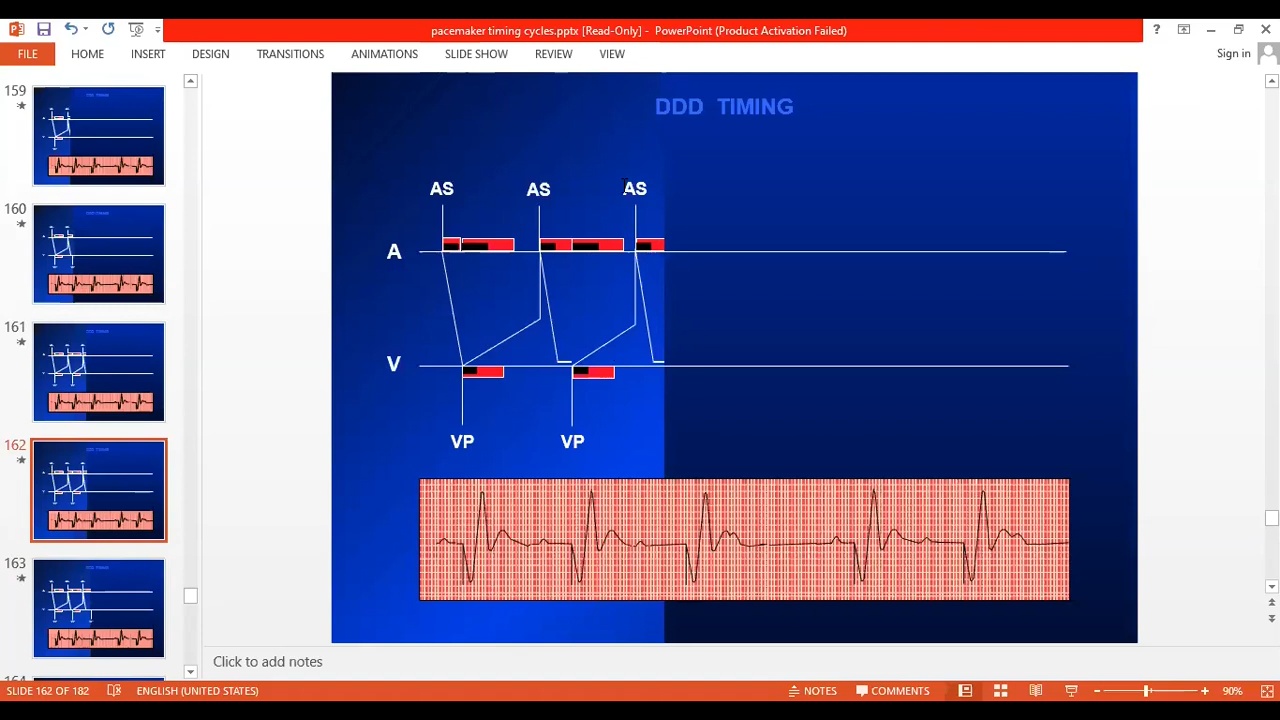 pacemaker timing cycles.pptx [Read-Only] - PowerPoint (Product Activation Failed)
?
FILE HOME INSERT DESIGN TRANSITIONS ANIMATIONS SLIDE SHOW REVIEW VIEW
Sign in
159
160
161
162
163
DDD TIMING
AS AS AS
A
V
VP VP
Click to add notes
SLIDE 162 OF 182 ENGLISH (UNITED STATES) NOTES COMMENTS 90%